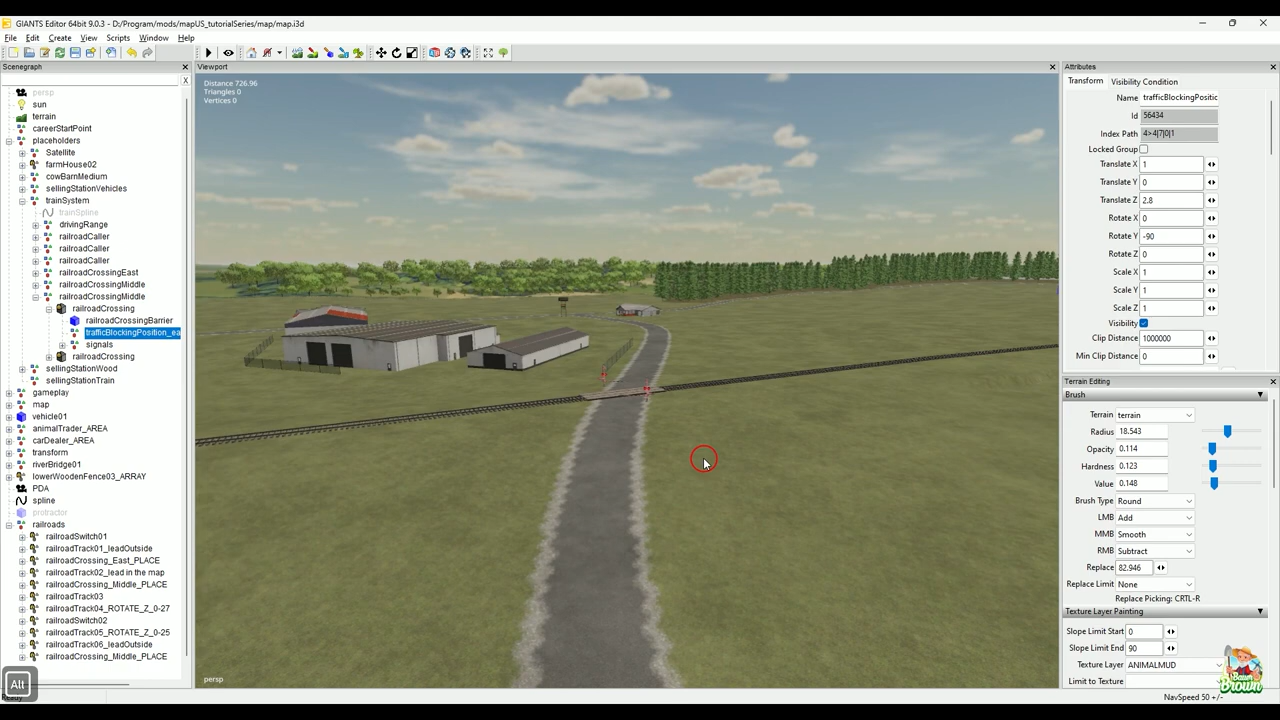 GIANTS Editor 64bit 9.0.3 - D:/Program/mods/mapUS_tutorialSeries/map/map.i3d
File Edit Create View Scripts Window Help
Scenegraph
X
persp
sun
terrain
careerStartPoint
placeholders
Satellite
farmHouse02
cowBarnMedium
sellingStationVehicles
trainSystem
trainSpline
drivingRange
railroadCaller
railroadCaller
railroadCaller
railroadCrossingEast
railroadCrossingMiddle
railroadCrossingMiddle
railroadCrossing
railroadCrossingBarrier
trafficBlockingPosition_ea
signals
railroadCrossing
sellingStationWood
sellingStationTrain
gameplay
map
vehicle01
animalTrader_AREA
carDealer_AREA
transform
riverBridge01
lowerWoodenFence03_ARRAY
PDA
spline
protractor
railroads
railroadSwitch01
railroadTrack01_leadOutside
railroadCrossing_East_PLACE
railroadTrack02_lead in the map
railroadCrossing_Middle_PLACE
railroadTrack03
railroadTrack04_ROTATE_Z_0-27
railroadSwitch02
railroadTrack05_ROTATE_Z_0-25
railroadTrack06_leadOutside
railroadCrossing_Middle_PLACE
Alt
Ready
Viewport
Distance 726.96
Triangles 0
Vertices 0
persp
Attributes
Transform Visibility Condition
Name trafficBlockingPositic
Id 56434
Index Path 4>4|7|0|1
Locked Group
Translate X 1
Translate Y 0
Translate Z 2.8
Rotate X 0
Rotate Y -90
Rotate Z 0
Scale X 1
Scale Y 1
Scale Z 1
Visibility
Clip Distance 1000000
Min Clip Distance 0
Terrain Editing
Brush
Terrain terrain
Radius 18.543
Opacity 0.114
Hardness 0.123
Value 0.148
Brush Type Round
LMB Add
MMB Smooth
RMB Subtract
Replace 82.946
Replace Limit None
Replace Picking: CRTL-R
Texture Layer Painting
Slope Limit Start 0
Slope Limit End 90
Texture Layer ANIMALMUD
Limit to Texture
NavSpeed 50 +/-